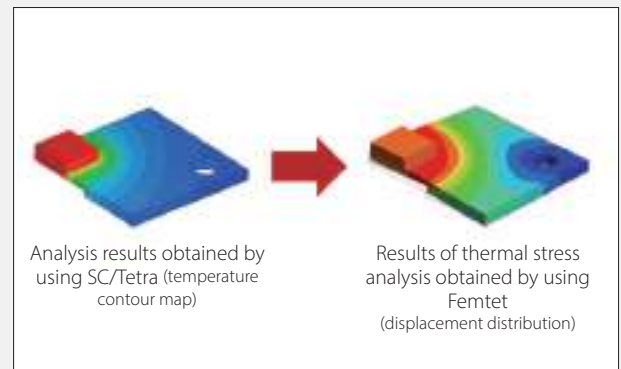 Analysis results obtained by
using SC/Tetra (temperature
contour map)
Results of thermal stress
analysis obtained by using
Femtet
(displacement distribution)